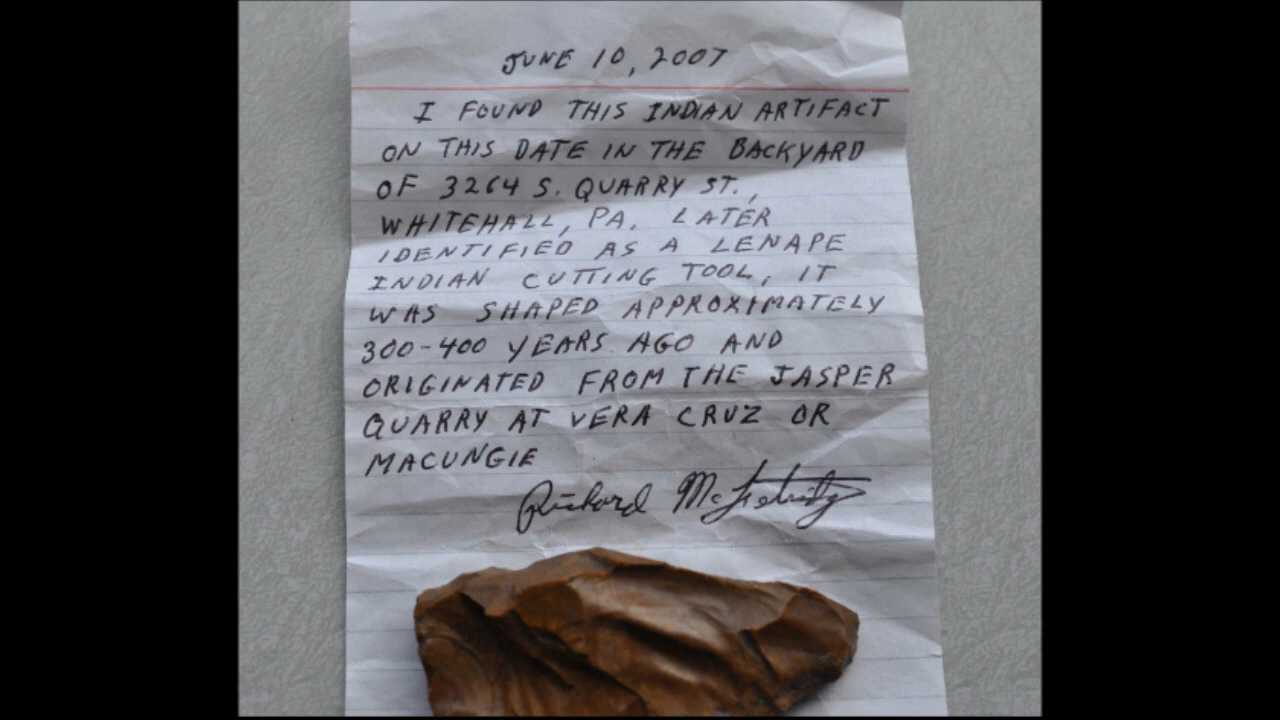 JUNE 10, 2007
I FOUND THIS INDIAN ARTIFACT
ON THIS DATE IN THE BACKYARD
OF 3264 S. QUARRY ST.,
WHITEHALL, PA. LATER
IDENTIFIED AS A LENAPE
INDIAN CUTTING TOOL, IT
WAS SHAPED APPROXIMATELY
300-400 YEARS AGO AND
ORIGINATED FROM THE JASPER
QUARRY AT VERA CRUZ OR
MACUNGIE
Richard